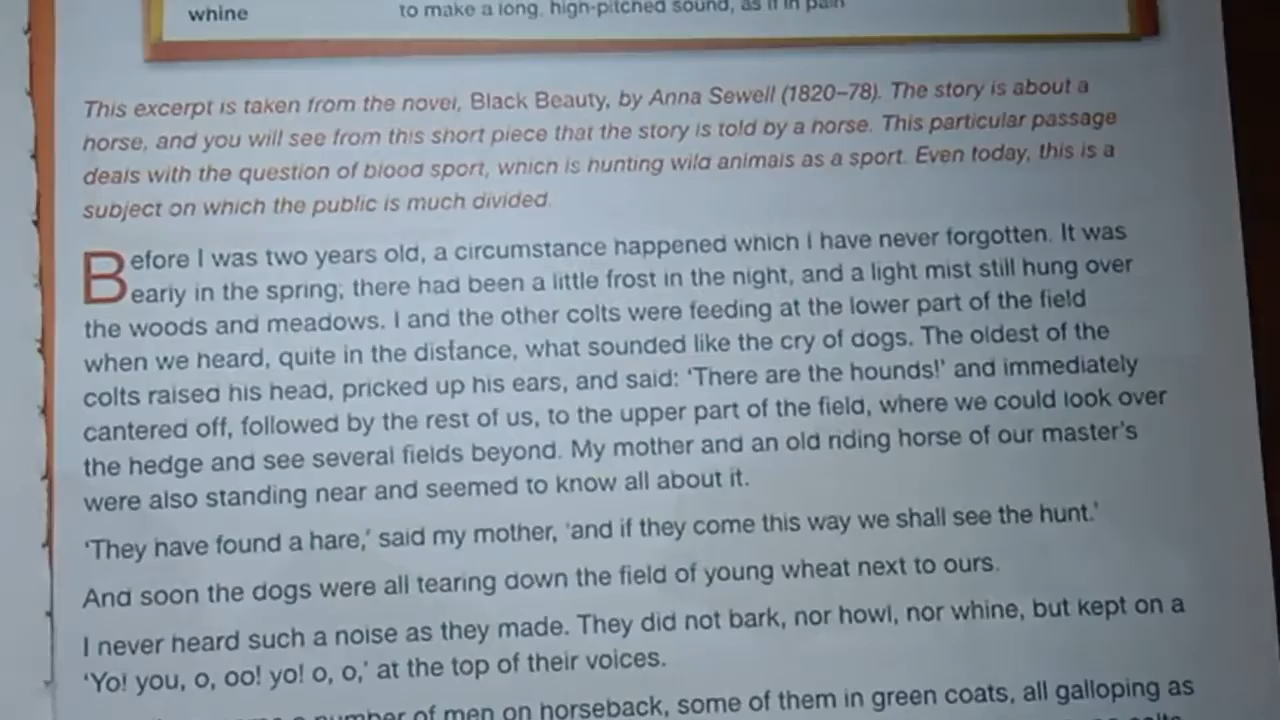 whine to make a long, high-pitched sound, as if in pain
This excerpt is taken from the novel, Black Beauty, by Anna Sewell (1820–78). The story is about a
horse, and you will see from this short piece that the story is told by a horse. This particular passage
deals with the question of blood sport, which is hunting wild animals as a sport. Even today, this is a
subject on which the public is much divided.
Before I was two years old, a circumstance happened which I have never forgotten. It was
early in the spring; there had been a little frost in the night, and a light mist still hung over
the woods and meadows. I and the other colts were feeding at the lower part of the field
when we heard, quite in the distance, what sounded like the cry of dogs. The oldest of the
colts raised his head, pricked up his ears, and said: ‘There are the hounds!’ and immediately
cantered off, followed by the rest of us, to the upper part of the field, where we could look over
the hedge and see several fields beyond. My mother and an old riding horse of our master’s
were also standing near and seemed to know all about it.
‘They have found a hare,’ said my mother, ‘and if they come this way we shall see the hunt.’
And soon the dogs were all tearing down the field of young wheat next to ours.
I never heard such a noise as they made. They did not bark, nor howl, nor whine, but kept on a
‘Yo! you, o, oo! yo! o, o,’ at the top of their voices.
number of men on horseback, some of them in green coats, all galloping as